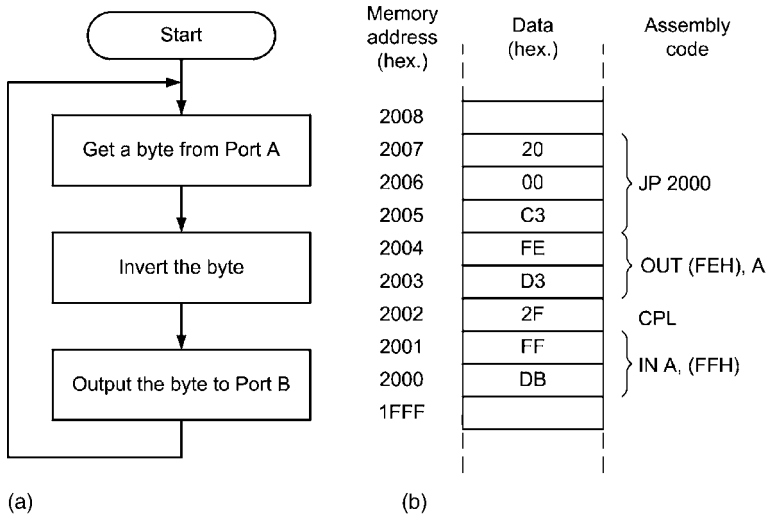 Start
Get a byte from Port A
Invert the byte
Output the byte to Port B
(a)
Memory address (hex.)
Data (hex.)
Assembly code
2008
2007 20
2006 00 JP 2000
2005 C3
2004 FE
OUT (FEH), A
2003 D3
2002 2F CPL
2001 FF
IN A, (FFH)
2000 DB
1FFF
(b)